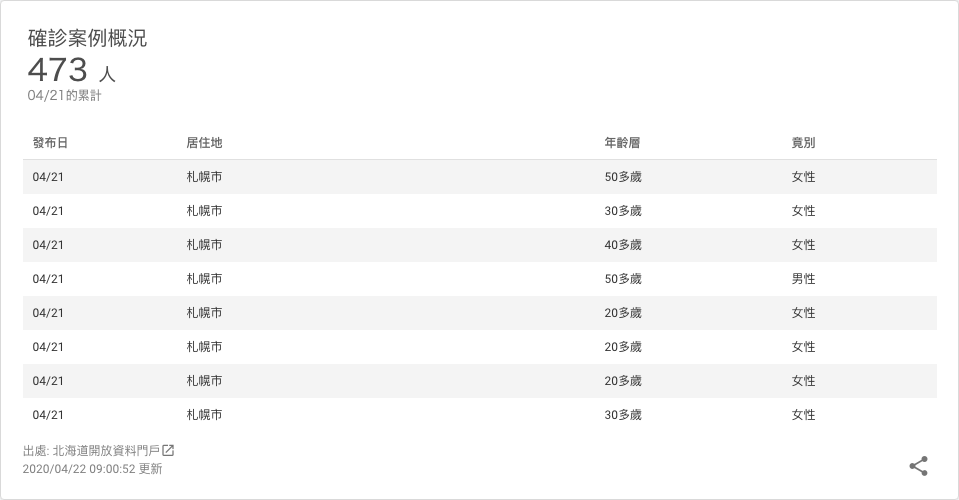 確診案例概況
473 人
04/21的累計
發布日 居住地 年齡層 竟別
04/21 札幌市 50多歲 女性
04/21 札幌市 30多歲 女性
04/21 札幌市 40多歲 女性
04/21 札幌市 50多歲 男性
04/21 札幌市 20多歲 女性
04/21 札幌市 20多歲 女性
04/21 札幌市 20多歲 女性
04/21 札幌市 30多歲 女性
出處: 北海道開放資料門戶
2020/04/22 09:00:52 更新